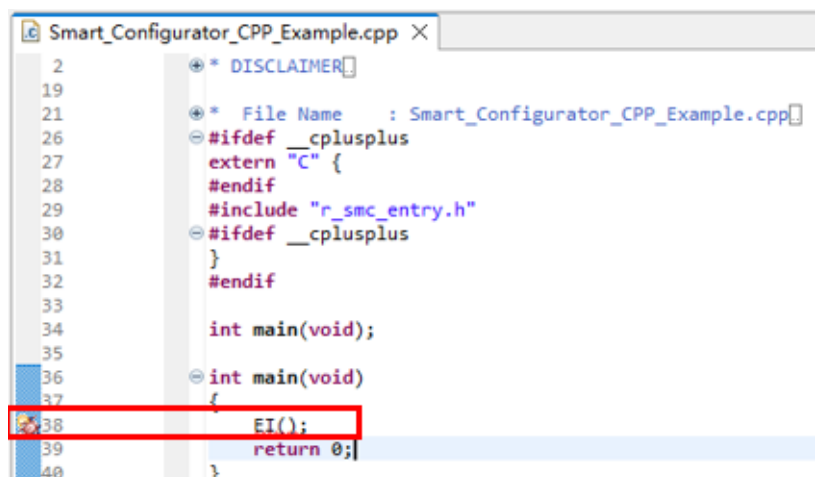 Smart_Configurator_CPP_Example.cpp
2 * DISCLAIMER
19
21 * File Name : Smart_Configurator_CPP_Example.cpp
26 #ifdef __cplusplus
27 extern "C" {
28 #endif
29 #include "r_smc_entry.h"
30 #ifdef __cplusplus
31 }
32 #endif
33
34 int main(void);
35
36 int main(void)
37 {
38 EI();
39 return 0;
40 }